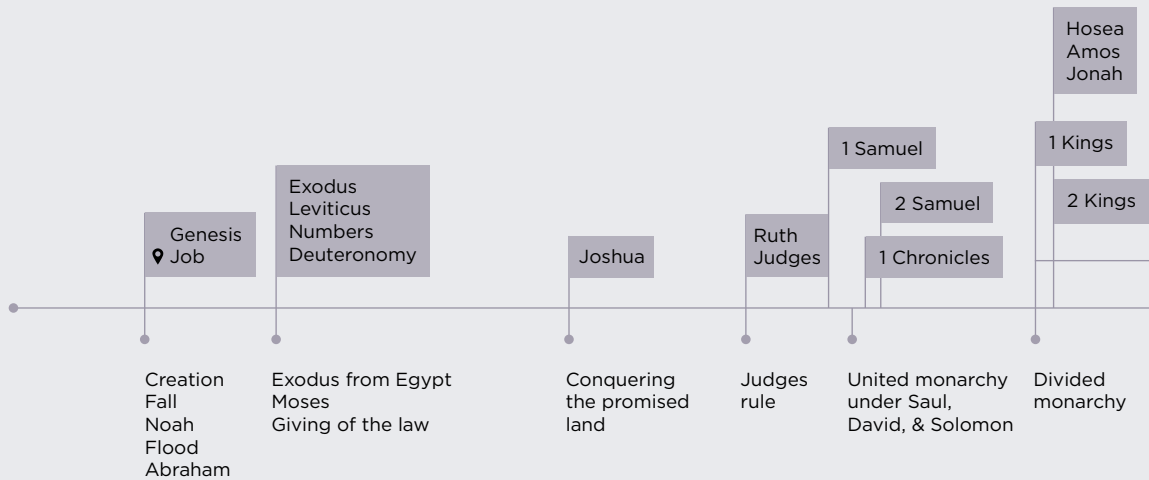 Hosea
Amos
Jonah
1 Samuel
1 Kings
Exodus
Leviticus
Numbers
Deuteronomy
2 Samuel
2 Kings
Genesis
Job
Ruth
Judges
Joshua
1 Chronicles
Creation
Fall
Noah
Flood
Abraham
Exodus from Egypt
Moses
Giving of the law
Conquering
the promised
land
Judges
rule
United monarchy
under Saul,
David, & Solomon
Divided
monarchy